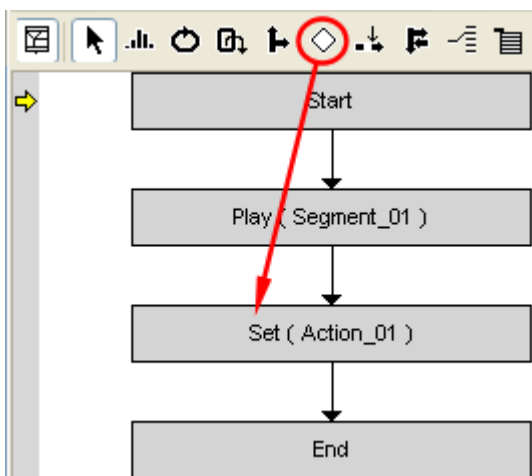 Start
Play ( Segment_01 )
Set ( Action_01 )
End